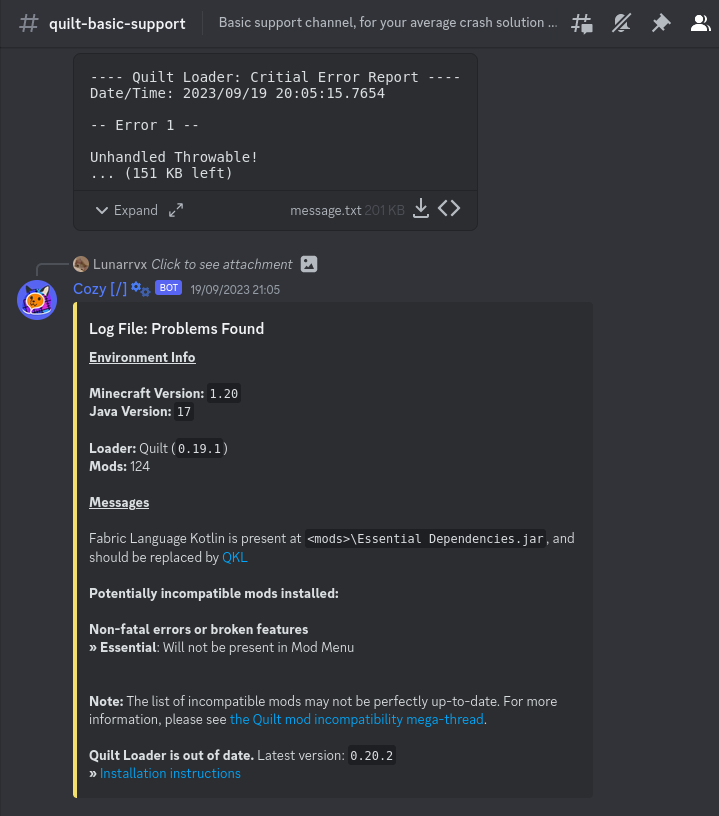 # quilt-basic-support Basic support channel, for your average crash solution ...
---- Quilt Loader: Critial Error Report ----
Date/Time: 2023/09/19 20:05:15.7654
-- Error 1 --
Unhandled Throwable!
... (151 KB left)
Expand message.txt 201 KB
Lunarrvx Click to see attachment
Cozy [/] BOT 19/09/2023 21:05
Log File: Problems Found
Environment Info
Minecraft Version: 1.20
Java Version: 17
Loader: Quilt (0.19.1)
Mods: 124
Messages
Fabric Language Kotlin is present at <mods>\Essential Dependencies.jar, and
should be replaced by QKL
Potentially incompatible mods installed:
Non-fatal errors or broken features
» Essential: Will not be present in Mod Menu
Note: The list of incompatible mods may not be perfectly up-to-date. For more
information, please see the Quilt mod incompatibility mega-thread.
Quilt Loader is out of date. Latest version: 0.20.2
» Installation instructions